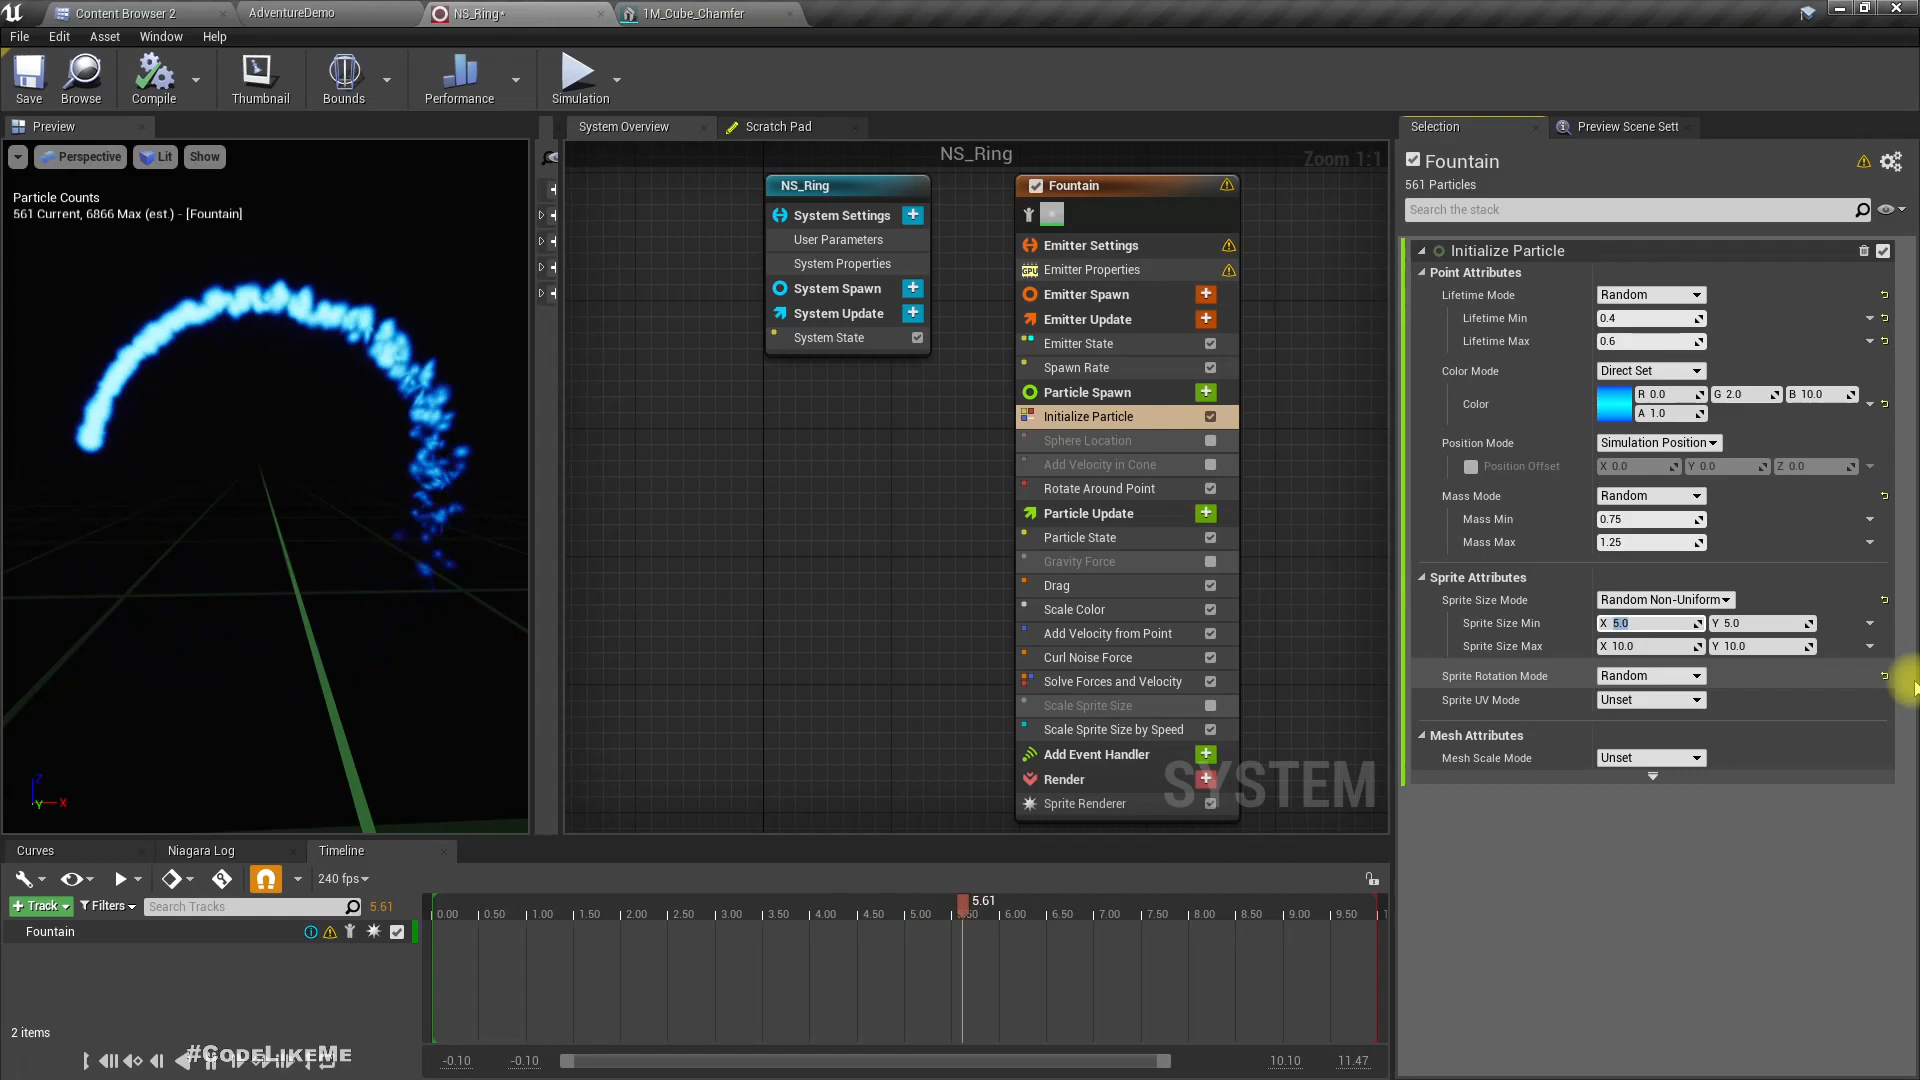 Content Browser 2
AdventureDemo
NS_Ring*
1M_Cube_Chamfer
File Edit Asset Window Help
Save
Browse
Compile
Thumbnail
Bounds
Performance
Simulation
Preview
System Overview
Scratch Pad
Selection
Preview Scene Sett
Perspective
Lit
Show
Particle Counts
561 Current, 6866 Max (est.) - [Fountain]
NS_Ring
Zoom 1:1
NS_Ring
System Settings
User Parameters
System Properties
System Spawn
System Update
System State
Fountain
Emitter Settings
GPU
Emitter Properties
Emitter Spawn
Emitter Update
Emitter State
Spawn Rate
Particle Spawn
Initialize Particle
Sphere Location
Add Velocity in Cone
Rotate Around Point
Particle Update
Particle State
Gravity Force
Drag
Scale Color
Add Velocity from Point
Curl Noise Force
Solve Forces and Velocity
Scale Sprite Size
Scale Sprite Size by Speed
Add Event Handler
Render
Sprite Renderer
SYSTEM
Fountain
561 Particles
Search the stack
Initialize Particle
Point Attributes
Lifetime Mode Random
Lifetime Min 0.4
Lifetime Max 0.6
Color Mode Direct Set
Color R 0.0 G 2.0 B 10.0
A 1.0
Position Mode Simulation Position
Position Offset X 0.0 Y 0.0 Z 0.0
Mass Mode Random
Mass Min 0.75
Mass Max 1.25
Sprite Attributes
Sprite Size Mode Random Non-Uniform
Sprite Size Min X 5.0 Y 5.0
Sprite Size Max X 10.0 Y 10.0
Sprite Rotation Mode Random
Sprite UV Mode Unset
Mesh Attributes
Mesh Scale Mode Unset
Z
Y X
Curves
Niagara Log
Timeline
240 fps
+ Track
Filters
Search Tracks
5.61
5.61
0.00 0.50 1.00 1.50 2.00 2.50 3.00 3.50 4.00 4.50 5.00 6.00 6.50 7.00 7.50 8.00 8.50 9.00 9.50
Fountain
2 items
#CodeLikeMe
-0.10 -0.10 10.10 11.47